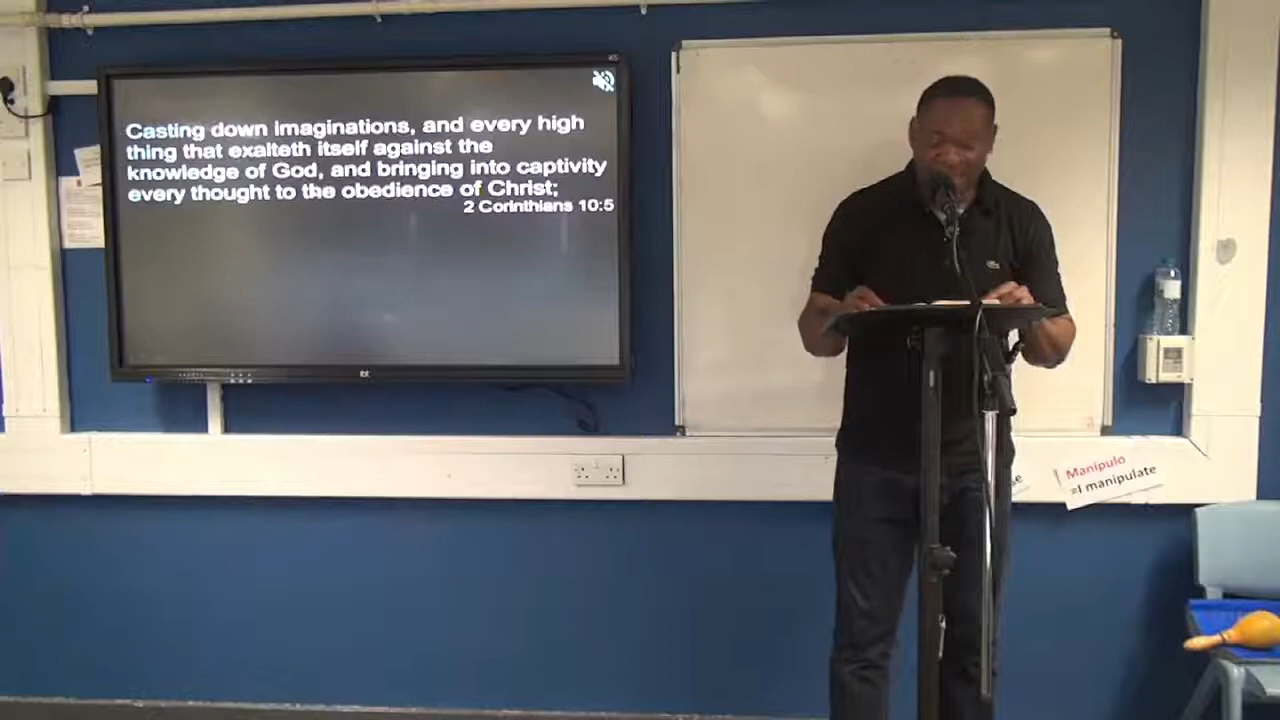 Casting down imaginations, and every high
thing that exalteth itself against the
knowledge of God, and bringing into captivity
every thought to the obedience of Christ;
2 Corinthians 10:5
se
Manipulo
=I manipulate